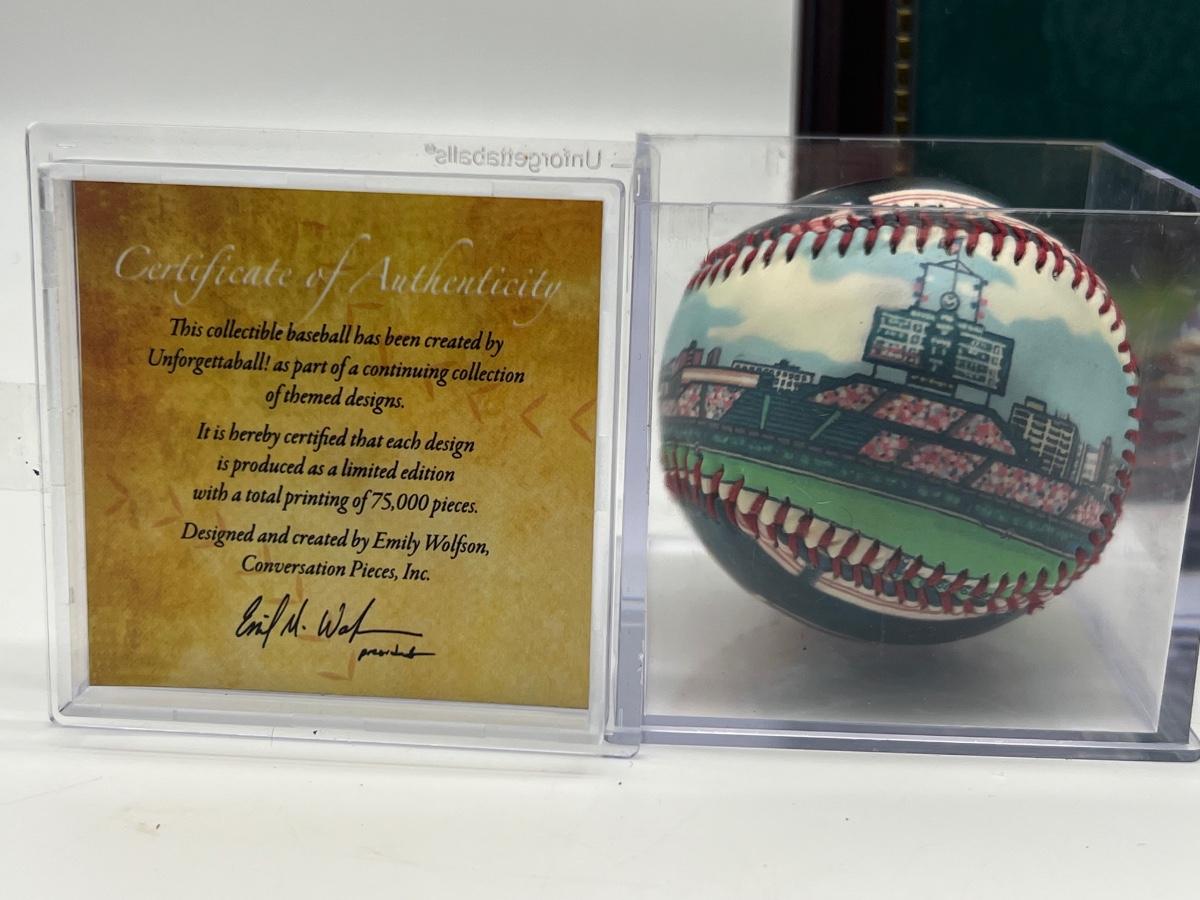 Unforgettaballs®
Certificate of Authenticity
This collectible baseball has been created by
Unforgettaball! as part of a continuing collection
of themed designs.
It is hereby certified that each design
is produced as a limited edition
with a total printing of 75,000 pieces.
Designed and created by Emily Wolfson,
Conversation Pieces, Inc.
president